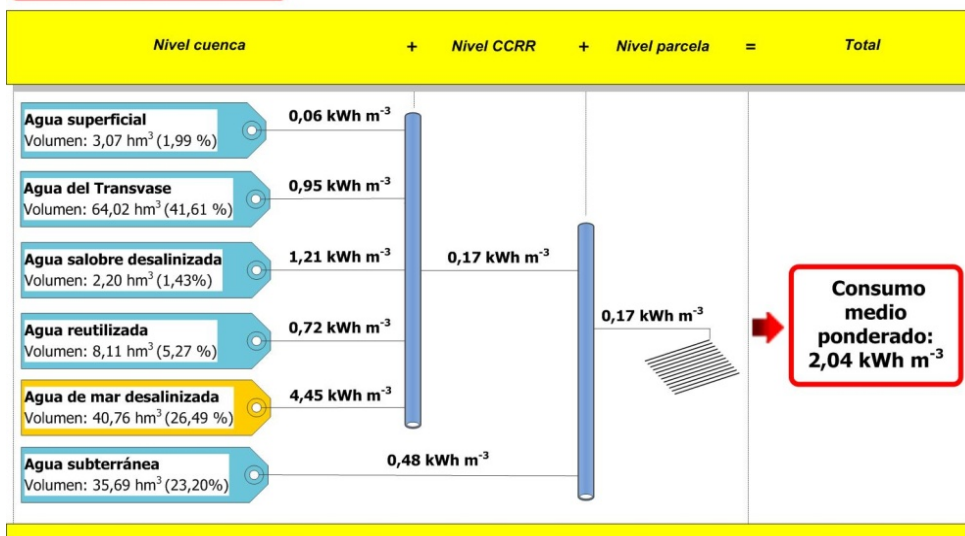 Nivel cuenca + Nivel CCRR + Nivel parcela = Total
Agua superficial
Volumen: 3,07 hm³ (1,99 %)
0,06 kWh m⁻³
Agua del Transvase
Volumen: 64,02 hm³ (41,61 %)
0,95 kWh m⁻³
Agua salobre desalinizada
Volumen: 2,20 hm³ (1,43%)
1,21 kWh m⁻³
0,17 kWh m⁻³
Agua reutilizada
Volumen: 8,11 hm³ (5,27 %)
0,72 kWh m⁻³
0,17 kWh m⁻³
Agua de mar desalinizada
Volumen: 40,76 hm³ (26,49 %)
4,45 kWh m⁻³
Agua subterránea
Volumen: 35,69 hm³ (23,20%)
0,48 kWh m⁻³
Consumo
medio
ponderado:
2,04 kWh m⁻³